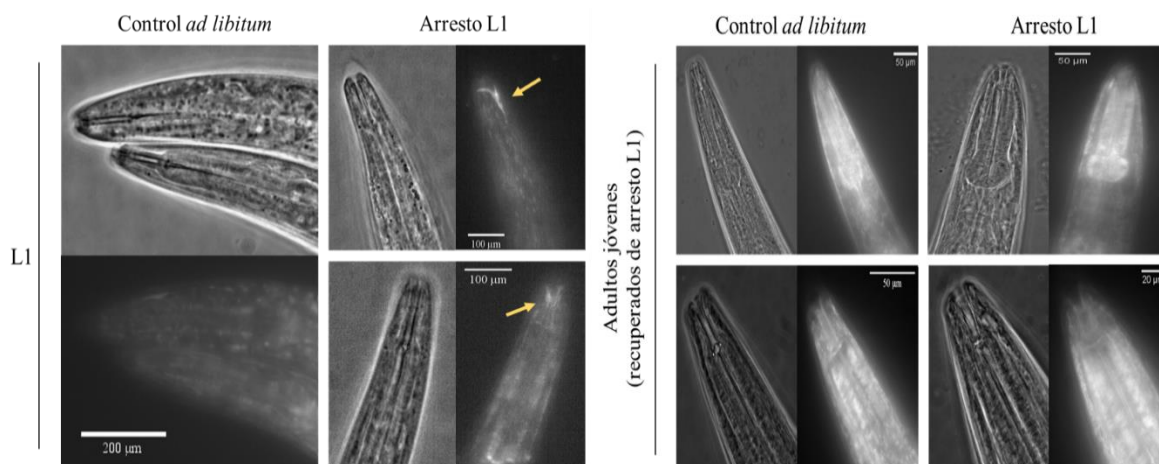 Control ad libitum
Arresto L1
Control ad libitum
Arresto L1
L1
100 µm
200 µm
100 µm
Adultos jóvenes
(recuperados de arresto L1)
50 µm
50 µm
50 µm
20 µm